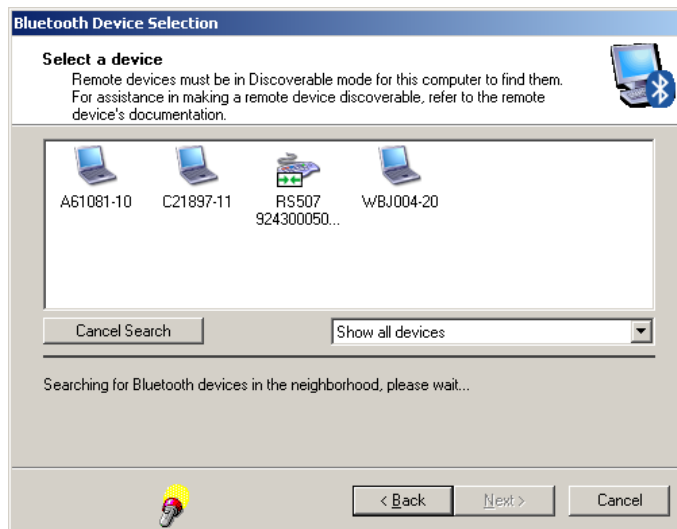 Bluetooth Device Selection
Select a device
Remote devices must be in Discoverable mode for this computer to find them.
For assistance in making a remote device discoverable, refer to the remote
device's documentation.
A61081-10
C21897-11
RS507
924300050...
WBJ004-20
Cancel Search
Show all devices
Searching for Bluetooth devices in the neighborhood, please wait...
< Back
Next >
Cancel